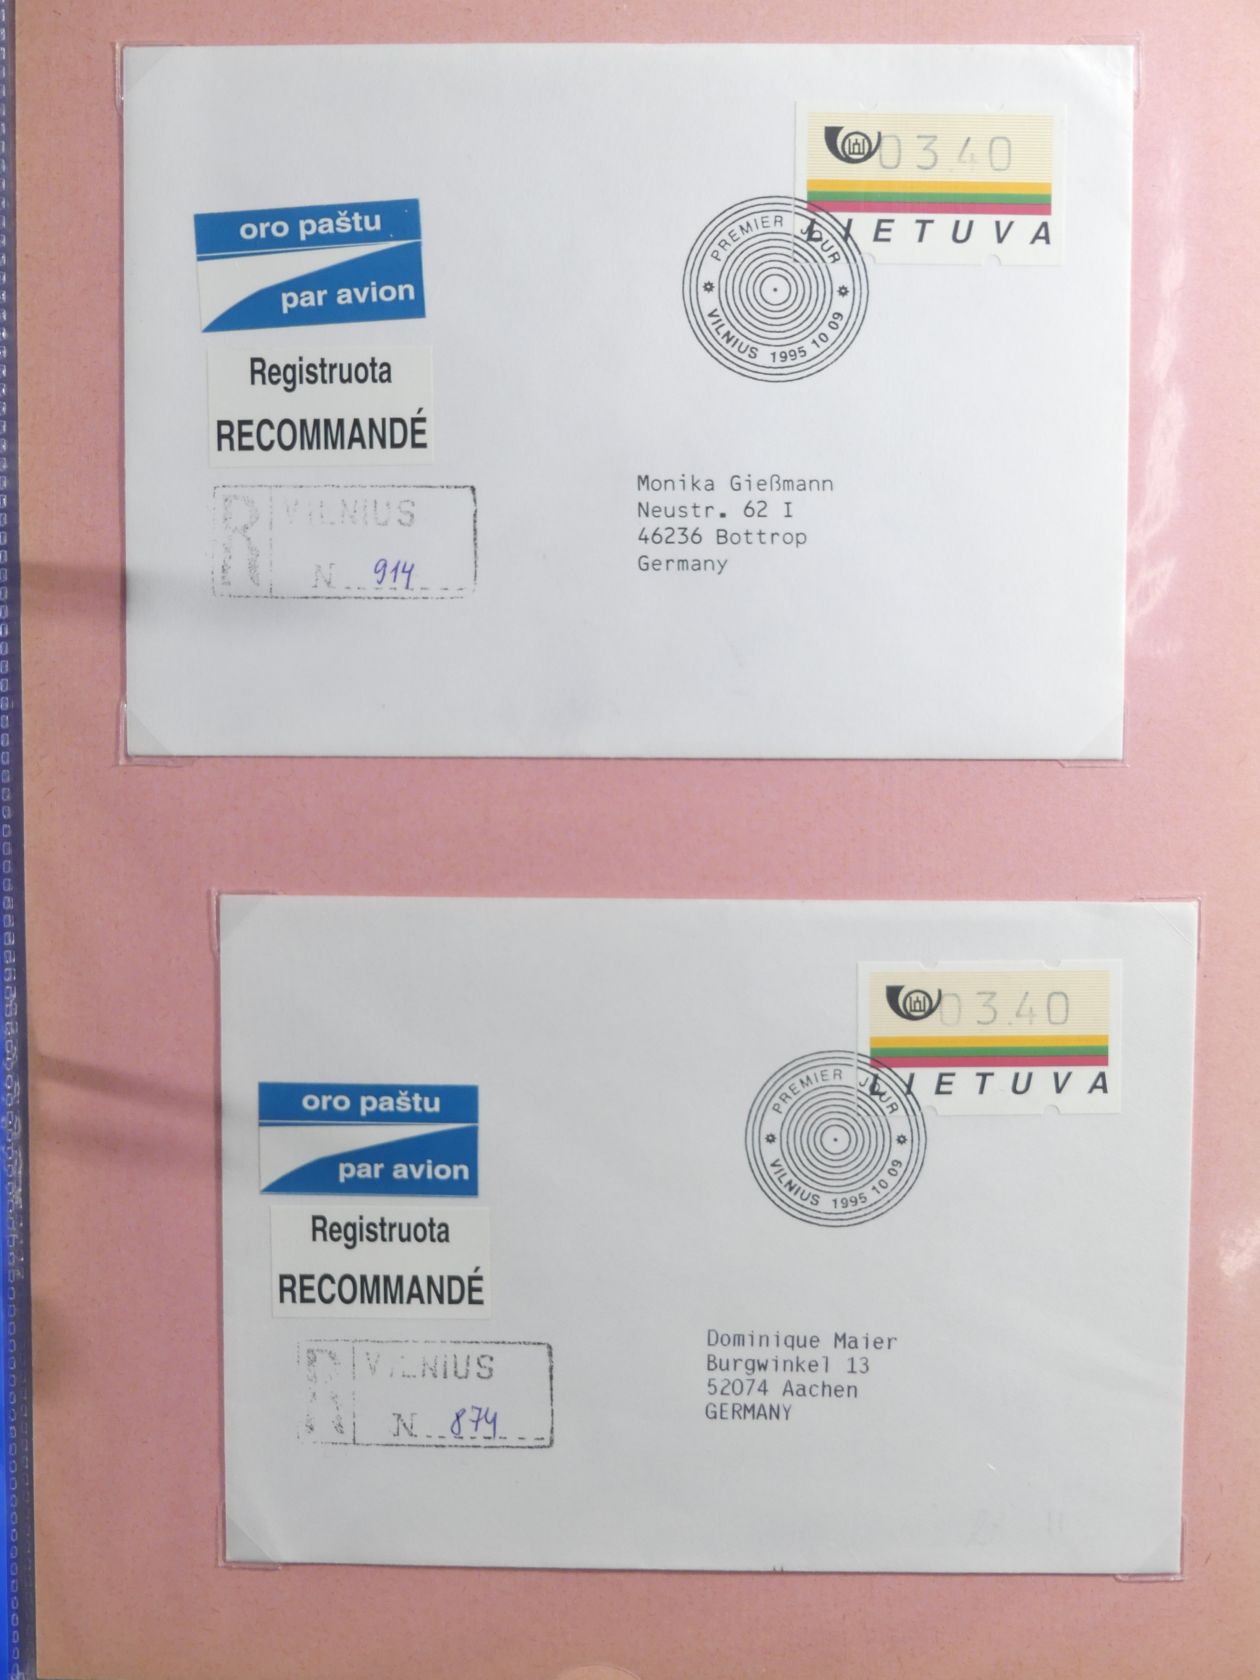 03.40
LIETUVA
PREMIER JOUR
VILNIUS 1995 10 09
oro paštu
par avion
Registruota
RECOMMANDÉ
R VILNIUS
N 914
Monika Gießmann
Neustr. 62 I
46236 Bottrop
Germany
03.40
LIETUVA
PREMIER JOUR
VILNIUS 1995 10 09
oro paštu
par avion
Registruota
RECOMMANDÉ
R VILNIUS
N 874
Dominique Maier
Burgwinkel 13
52074 Aachen
GERMANY